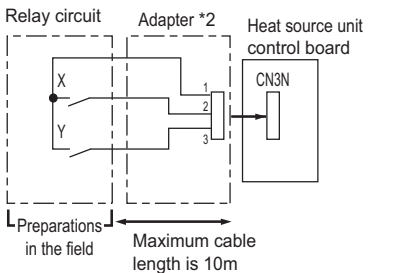 Relay circuit
Adapter *2
Heat source unit
control board
X
Y
1
2
3
CN3N
Preparations
in the field
Maximum cable
length is 10m